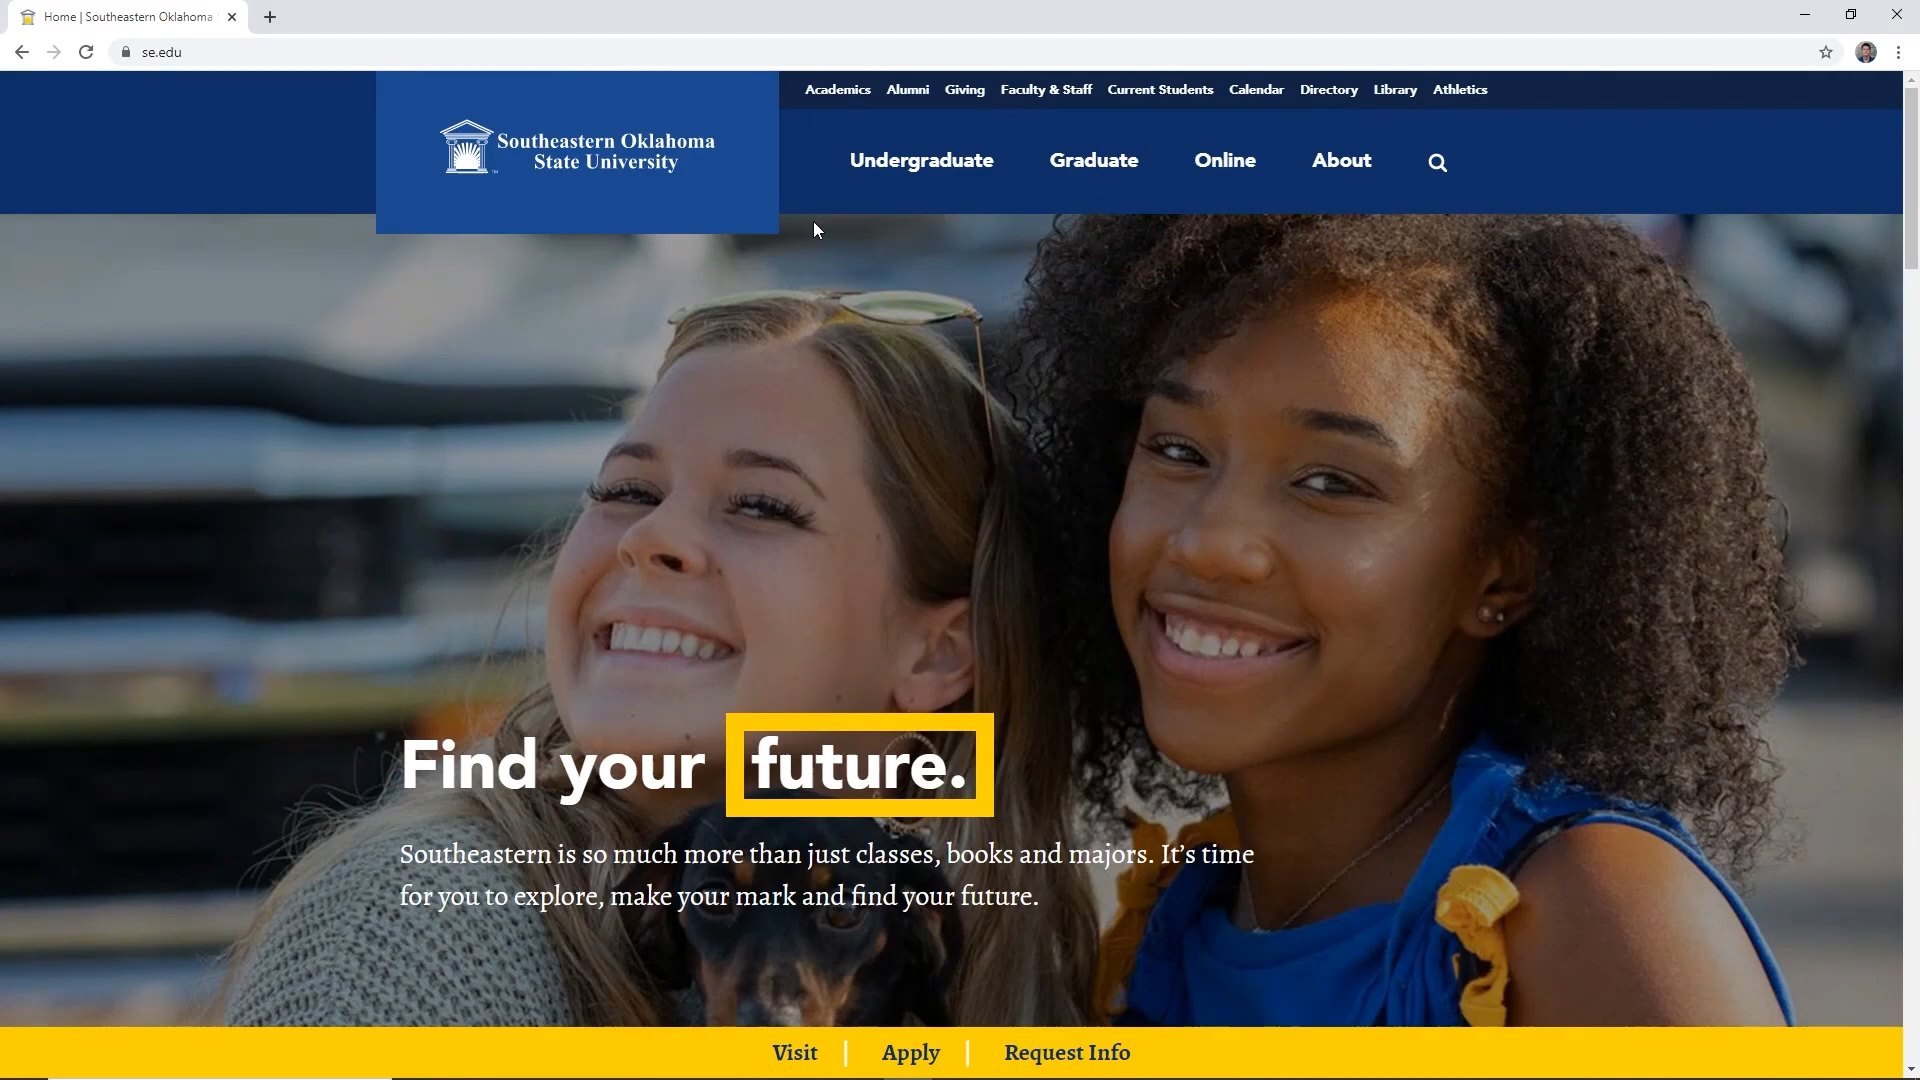 Home | Southeastern Oklahoma
se.edu
Academics Alumni Giving Faculty & Staff Current Students Calendar Directory Library Athletics
Southeastern Oklahoma
State University
Undergraduate Graduate Online About
Find your future.
Southeastern is so much more than just classes, books and majors. It's time
for you to explore, make your mark and find your future.
Visit | Apply | Request Info